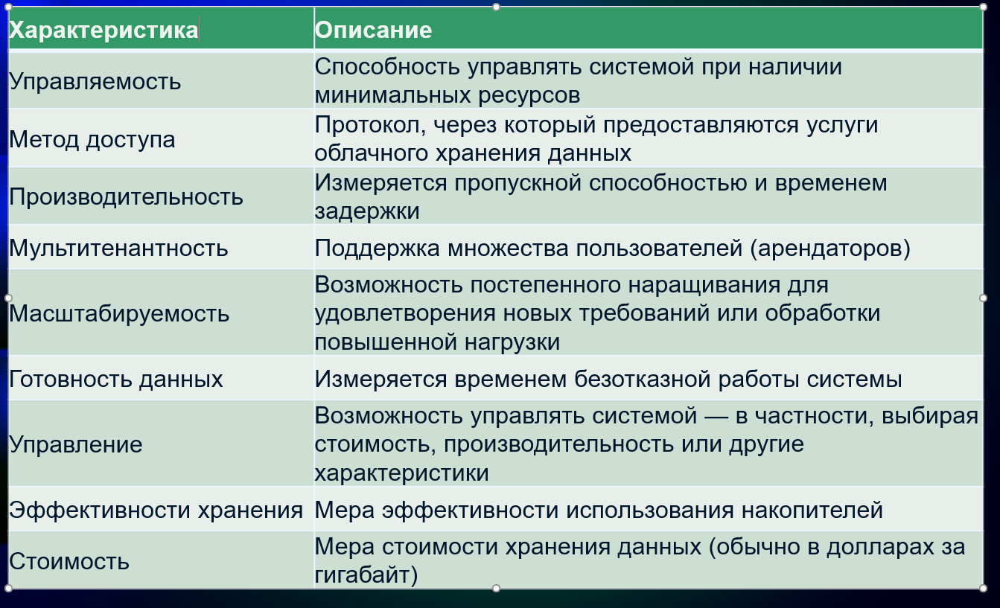 Характеристика
Описание
Управляемость
Способность управлять системой при наличии
минимальных ресурсов
Метод доступа
Протокол, через который предоставляются услуги
облачного хранения данных
Производительность
Измеряется пропускной способностью и временем
задержки
Мультитенантность
Поддержка множества пользователей (арендаторов)
Масштабируемость
Возможность постепенного наращивания для
удовлетворения новых требований или обработки
повышенной нагрузки
Готовность данных
Измеряется временем безотказной работы системы
Управление
Возможность управлять системой — в частности, выбирая
стоимость, производительность или другие
характеристики
Эффективности хранения
Мера эффективности использования накопителей
Стоимость
Мера стоимости хранения данных (обычно в долларах за
гигабайт)